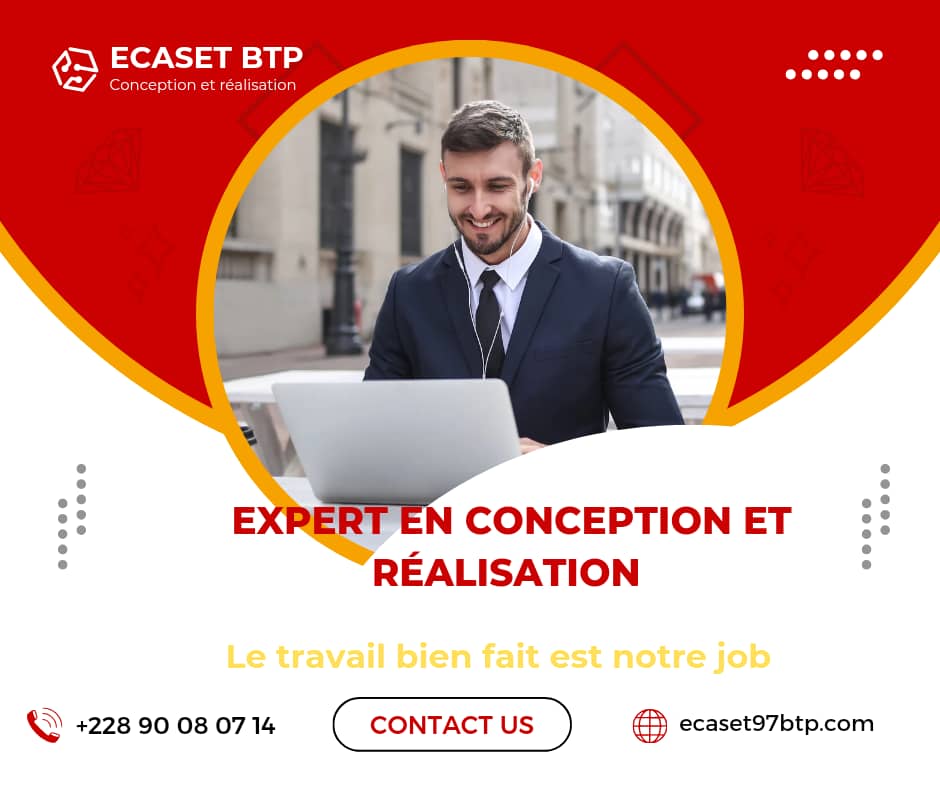 ECASET BTP
Conception et réalisation
EXPERT EN CONCEPTION ET
RÉALISATION
Le travail bien fait est notre job
+228 90 08 07 14
CONTACT US
ecaset97btp.com